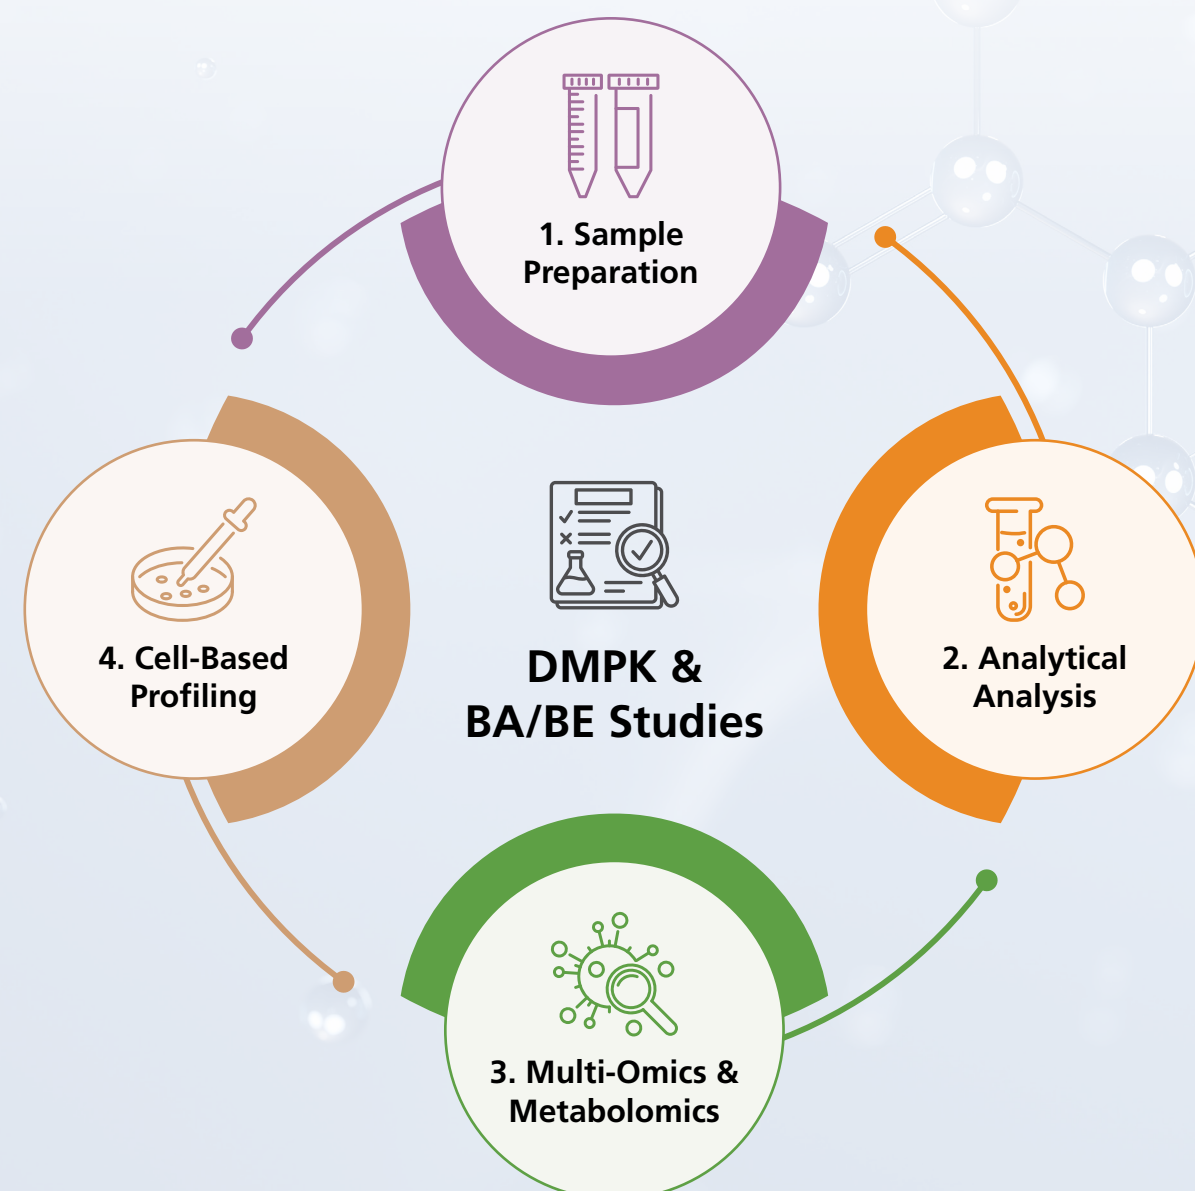 1. Sample
Preparation
2. Analytical
Analysis
3. Multi-Omics &
Metabolomics
4. Cell-Based
Profiling
DMPK &
BA/BE Studies